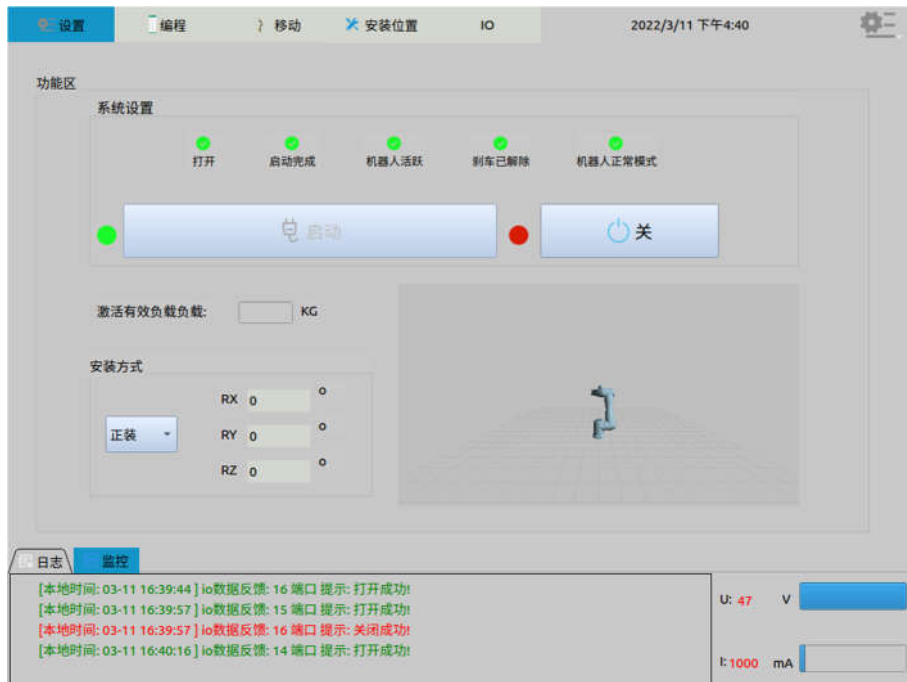 设置 编程 移动 安装位置 IO 2022/3/11 下午4:40
功能区
系统设置
打开 启动完成 机器人活跃 刹车已解除 机器人正常模式
启动 关
激活有效负载负载: KG
安装方式
RX 0 °
正装 RY 0 °
RZ 0 °
日志 监控
[本地时间: 03-11 16:39:44 ] io数据反馈: 16 端口 提示: 打开成功!
[本地时间: 03-11 16:39:57 ] io数据反馈: 15 端口 提示: 打开成功!
[本地时间: 03-11 16:39:57 ] io数据反馈: 16 端口 提示: 关闭成功!
[本地时间: 03-11 16:40:16 ] io数据反馈: 14 端口 提示: 打开成功!
U: 47 V
I: 1000 mA